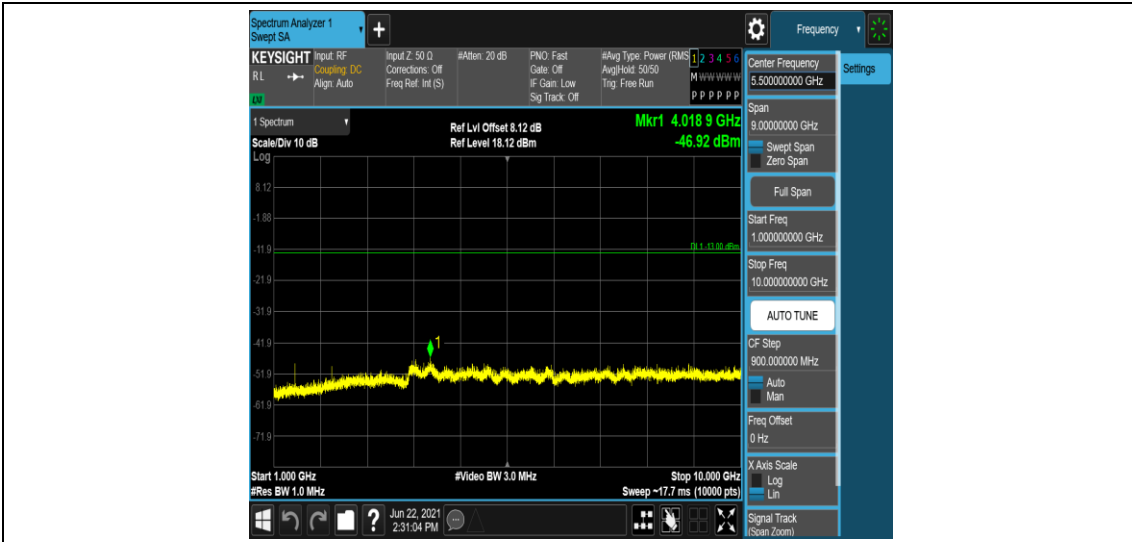 Spectrum Analyzer 1
Swept SA
+
Frequency
KEYSIGHT
RL
LXI
Input: RF
Coupling: DC
Align: Auto
Input Z: 50 Ω
Corrections: Off
Freq Ref: Int (S)
#Atten: 20 dB
PNO: Fast
Gate: Off
IF Gain: Low
Sig Track: Off
#Avg Type: Power (RMS
Avg|Hold: 50/50
Trig: Free Run
1 2 3 4 5 6
M W W W W W
P P P P P P
1 Spectrum
Scale/Div 10 dB
Log
Ref Lvl Offset 8.12 dB
Ref Level 18.12 dBm
Mkr1 4.018 9 GHz
-46.92 dBm
8.12
-1.88
-11.9
DL1 -13.00 dBm
-21.9
-31.9
-41.9
1
-51.9
-61.9
-71.9
Start 1.000 GHz
#Res BW 1.0 MHz
#Video BW 3.0 MHz
Stop 10.000 GHz
Sweep ~17.7 ms (10000 pts)
?
Jun 22, 2021
2:31:04 PM
Center Frequency
5.50000000 GHz
Settings
Span
9.00000000 GHz
Swept Span
Zero Span
Full Span
Start Freq
1.000000000 GHz
Stop Freq
10.000000000 GHz
AUTO TUNE
CF Step
900.000000 MHz
Auto
Man
Freq Offset
0 Hz
X Axis Scale
Log
Lin
Signal Track
(Span Zoom)